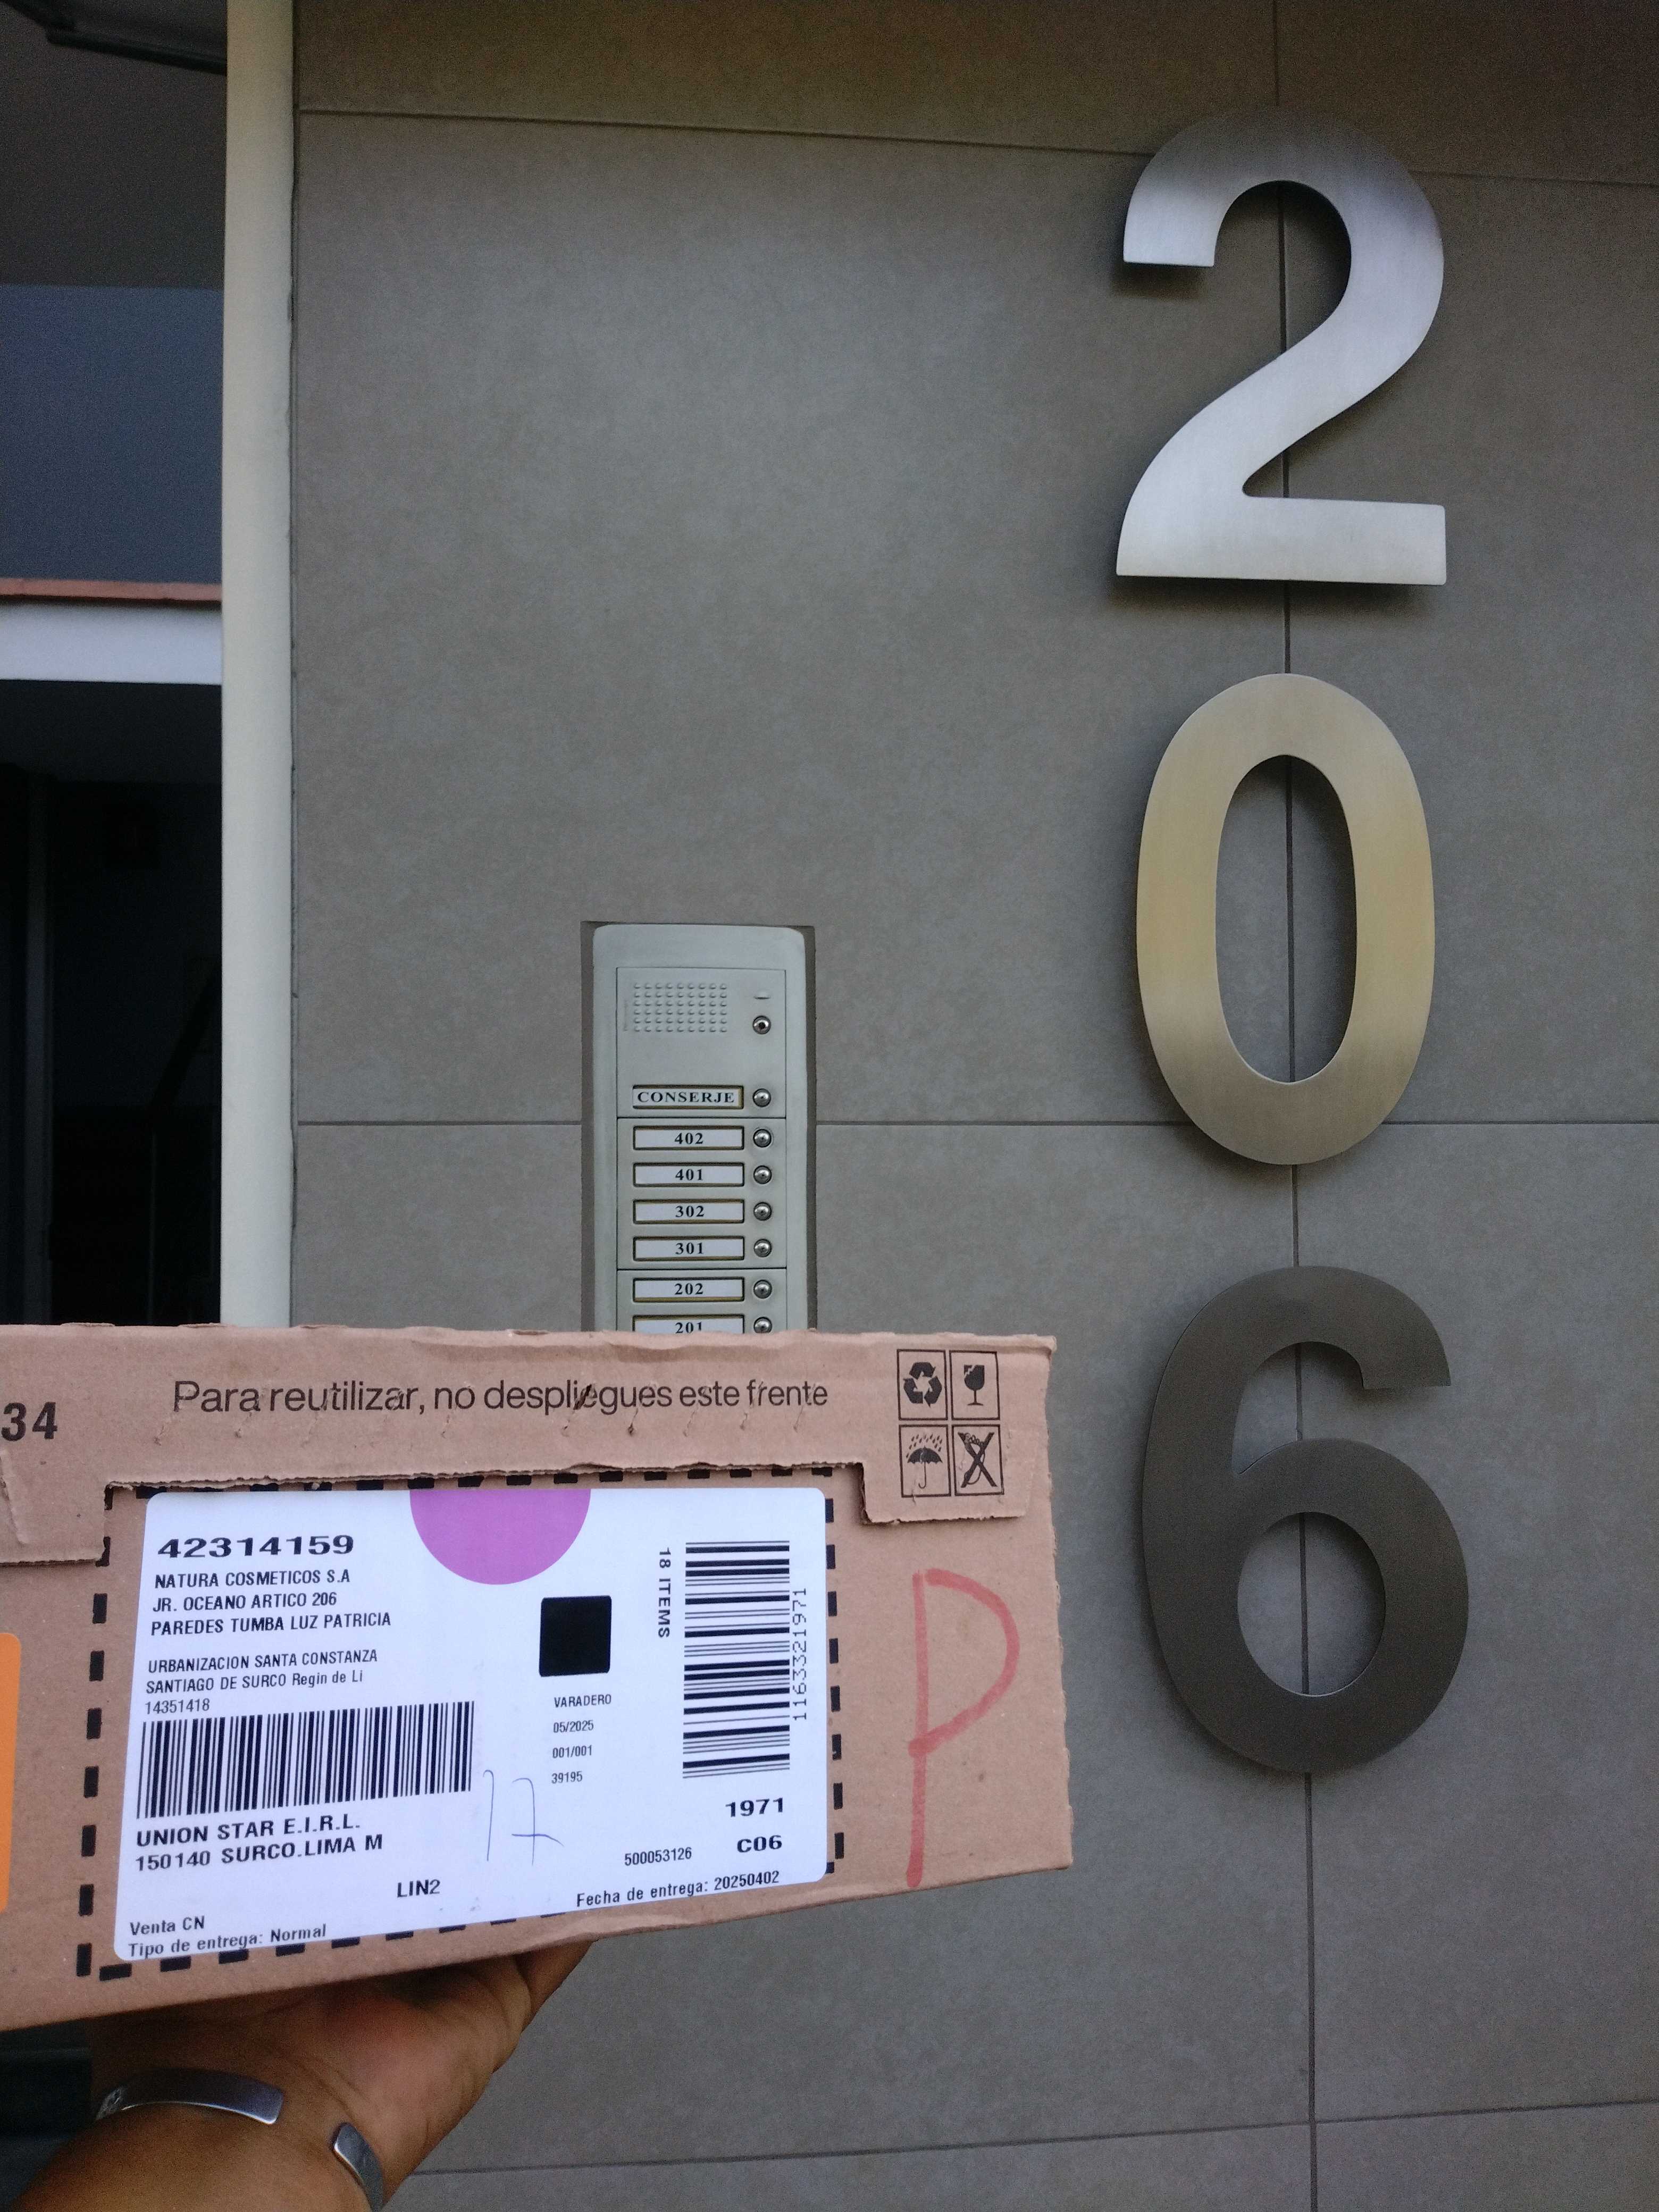 2
0
6
CONSERJE
402
401
302
301
202
201
34
Para reutilizar, no despliegues este frente
42314159
NATURA COSMETICOS S.A
JR. OCEANO ARTICO 206
PAREDES TUMBA LUZ PATRICIA
URBANIZACION SANTA CONSTANZA
SANTIAGO DE SURCO Regin de Li
14351418
UNION STAR E.I.R.L.
150140 SURCO.LIMA M
LIN2
Venta CN
Tipo de entrega: Normal
VARADERO
05/2025
001/001
39195
17
18 ITEMS
11633221971
1971
C06
500053126
Fecha de entrega: 20250402
P